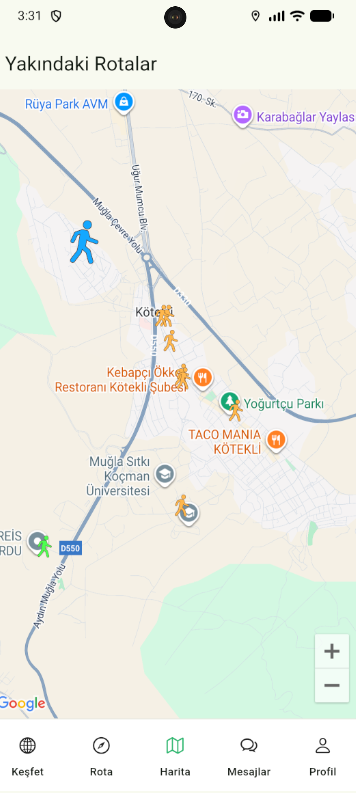 3:31
Yakındaki Rotalar
Rüya Park AVM
170-Sk.
Karabağlar Yaylas
Uğur Mumcu Blv.
Muğla Çevre Yolu
Kötekli
Kebapçı Ökkeş
Restoranı Kötekli Şubesi
Yoğurtçu Parkı
TACO MANIA
KÖTEKLİ
Muğla Sıtkı
Koçman
Üniversitesi
REİS
RDU
D550
Aydın Muğla Yolu
Google
+
−
Keşfet
Rota
Harita
Mesajlar
Profil